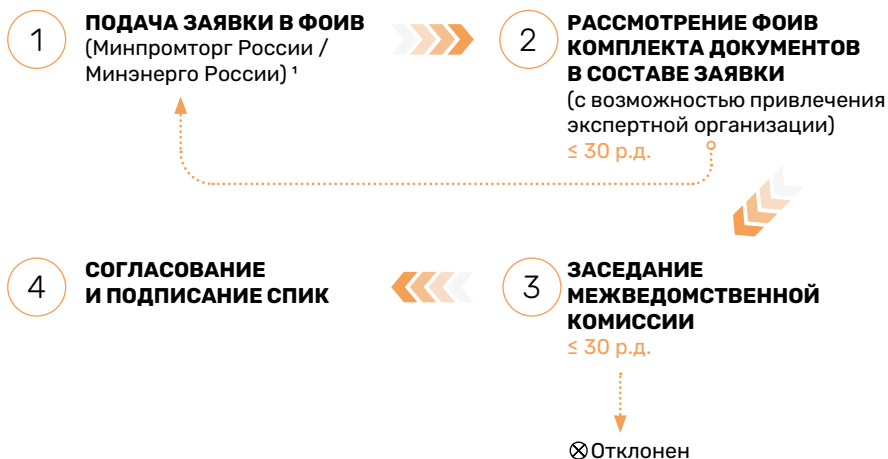 1
ПОДАЧА ЗАЯВКИ В ФОИВ
(Минпромторг России /
Минэнерго России) ¹
2
РАССМОТРЕНИЕ ФОИВ
КОМПЛЕКТА ДОКУМЕНТОВ
В СОСТАВЕ ЗАЯВКИ
(с возможностью привлечения
экспертной организации)
≤ 30 р.д.
3
ЗАСЕДАНИЕ
МЕЖВЕДОМСТВЕННОЙ
КОМИССИИ
≤ 30 р.д.
Отклонен
4
СОГЛАСОВАНИЕ
И ПОДПИСАНИЕ СПИК